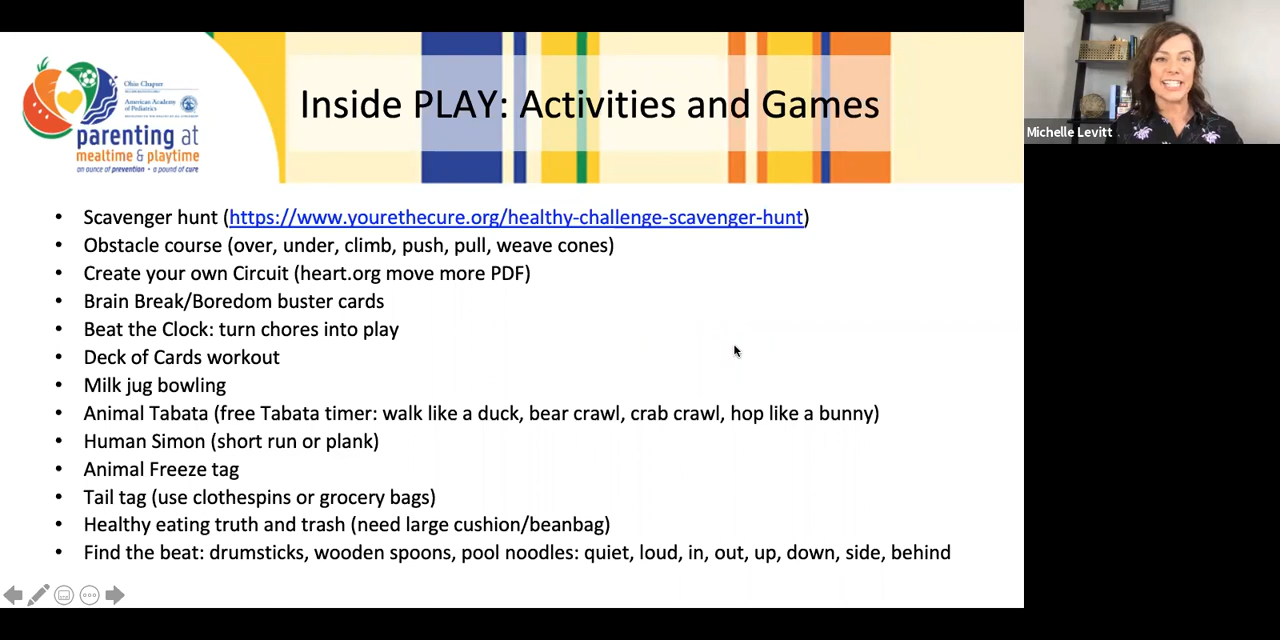 Ohio Chapter
American Academy
of Pediatrics
parenting at
mealtime & playtime
an ounce of prevention • a pound of cure
Inside PLAY: Activities and Games
Michelle Levitt
• Scavenger hunt (https://www.yourethecure.org/healthy-challenge-scavenger-hunt)
• Obstacle course (over, under, climb, push, pull, weave cones)
• Create your own Circuit (heart.org move more PDF)
• Brain Break/Boredom buster cards
• Beat the Clock: turn chores into play
• Deck of Cards workout
• Milk jug bowling
• Animal Tabata (free Tabata timer: walk like a duck, bear crawl, crab crawl, hop like a bunny)
• Human Simon (short run or plank)
• Animal Freeze tag
• Tail tag (use clothespins or grocery bags)
• Healthy eating truth and trash (need large cushion/beanbag)
• Find the beat: drumsticks, wooden spoons, pool noodles: quiet, loud, in, out, up, down, side, behind